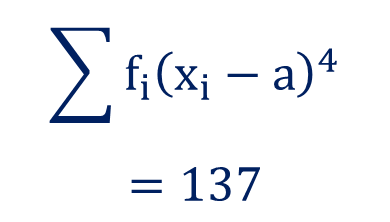 ∑ fᵢ(xᵢ − a)⁴
= 137